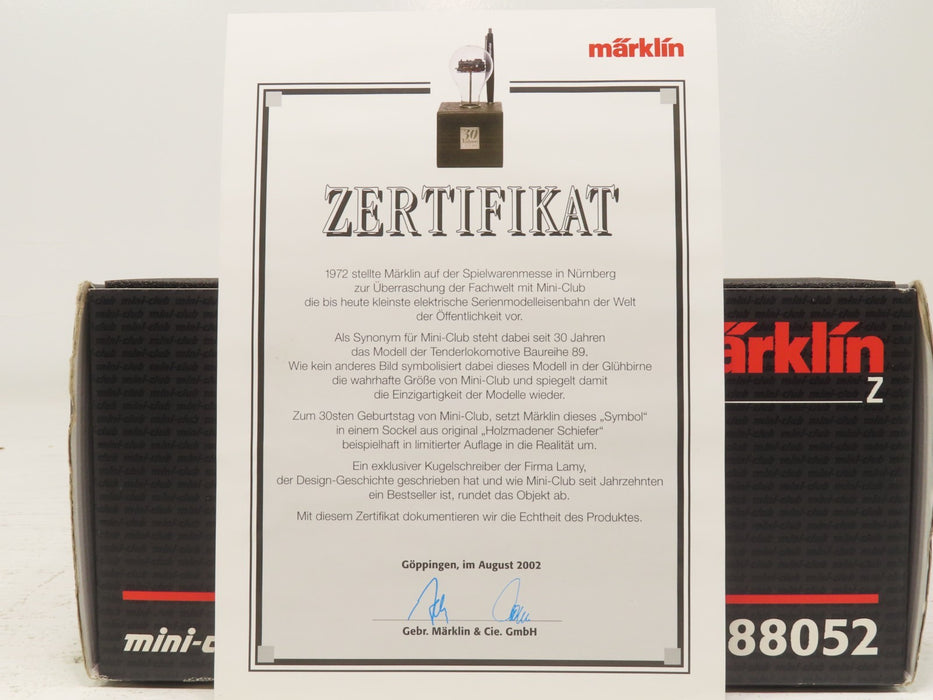 märklín
30
ZERTIFIKAT
1972 stellte Märklin auf der Spielwarenmesse in Nürnberg
zur Überraschung der Fachwelt mit Mini-Club
die bis heute kleinste elektrische Serienmodelleisenbahn der Welt
der Öffentlichkeit vor.
Als Synonym für Mini-Club steht dabei seit 30 Jahren
das Modell der Tenderlokomotive Baureihe 89.
Wie kein anderes Bild symbolisiert dabei dieses Modell in der Glühbirne
die wahrhafte Größe von Mini-Club und spiegelt damit
die Einzigartigkeit der Modelle wieder.
Zum 30sten Geburtstag von Mini-Club, setzt Märklin dieses „Symbol“
in einem Sockel aus original „Holzmadener Schiefer“
beispielhaft in limitierter Auflage in die Realität um.
Ein exklusiver Kugelschreiber der Firma Lamy,
der Design-Geschichte geschrieben hat und wie Mini-Club seit Jahrzehnten
ein Bestseller ist, rundet das Objekt ab.
Mit diesem Zertifikat dokumentieren wir die Echtheit des Produktes.
Göppingen, im August 2002
Gebr. Märklin & Cie. GmbH
ärklín
Z
mini-c
88052